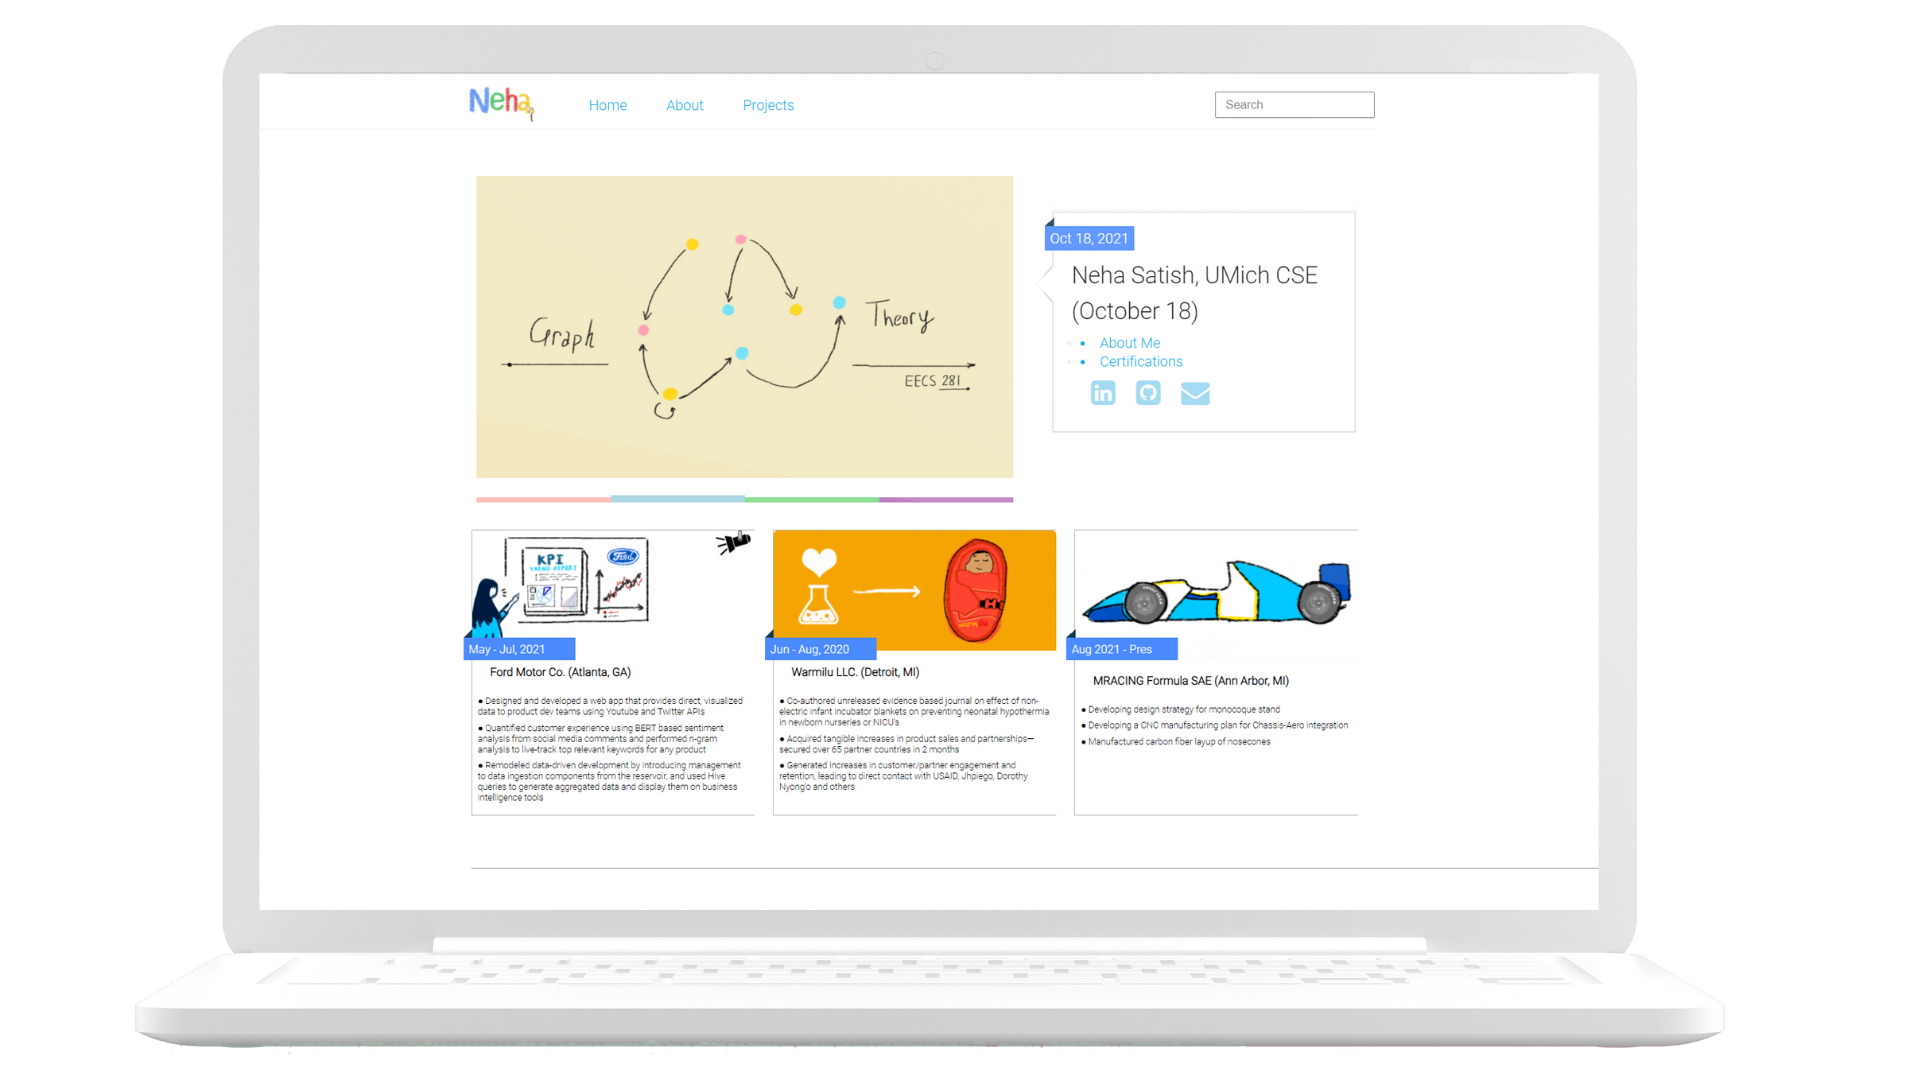 Neha
Home
About
Projects
Search
Graph
Theory
EECS 281
Oct 18, 2021
Neha Satish, UMich CSE
(October 18)
About Me
Certifications
in
KPI
TREND REPORT
Ford
May - Jul, 2021
Ford Motor Co. (Atlanta, GA)
● Designed and developed a web app that provides direct, visualized
data to product dev teams using Youtube and Twitter APIs
● Quantified customer experience using BERT based sentiment
analysis from social media comments and performed n-gram
analysis to live-track top relevant keywords for any product
● Remodeled data-driven development by introducing management
to data ingestion components from the reservoir, and used Hive
queries to generate aggregated data and display them on business
intelligence tools
Jun - Aug, 2020
Warmilu LLC. (Detroit, MI)
● Co-authored unreleased evidence based journal on effect of non-
electric infant incubator blankets on preventing neonatal hypothermia
in newborn nurseries or NICU's
● Acquired tangible increases in product sales and partnerships—
secured over 65 partner countries in 2 months
● Generated increases in customer/partner engagement and
retention, leading to direct contact with USAID, Jhpiego, Dorothy
Nyong'o and others
Aug 2021 - Pres
MRACING Formula SAE (Ann Arbor, MI)
● Developing design strategy for monocoque stand
● Developing a CNC manufacturing plan for Chassis-Aero integration
● Manufactured carbon fiber layup of nosecones